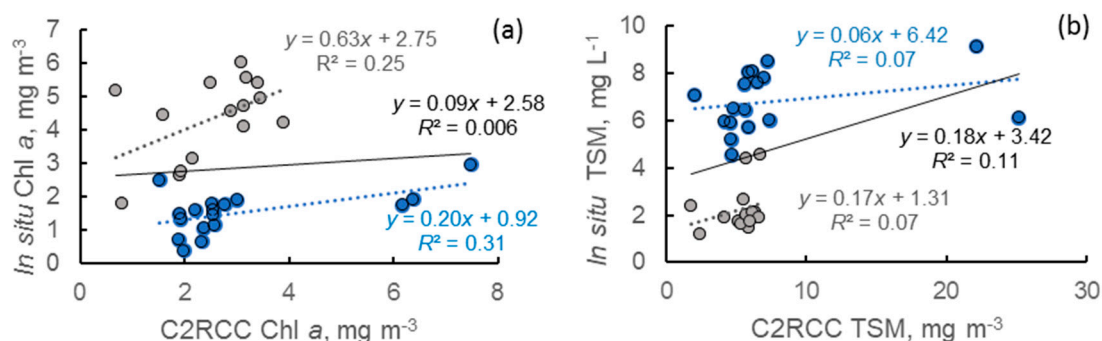 (a)
In situ Chl a, mg m-3
7
6
5
4
3
2
1
0
y = 0.63x + 2.75
R² = 0.25
y = 0.09x + 2.58
R² = 0.006
y = 0.20x + 0.92
R² = 0.31
0 2 4 6 8
C2RCC Chl a, mg m-3
(b)
In situ TSM, mg L-1
10
8
6
4
2
0
y = 0.06x + 6.42
R² = 0.07
y = 0.18x + 3.42
R² = 0.11
y = 0.17x + 1.31
R² = 0.07
0 10 20 30
C2RCC TSM, mg m-3